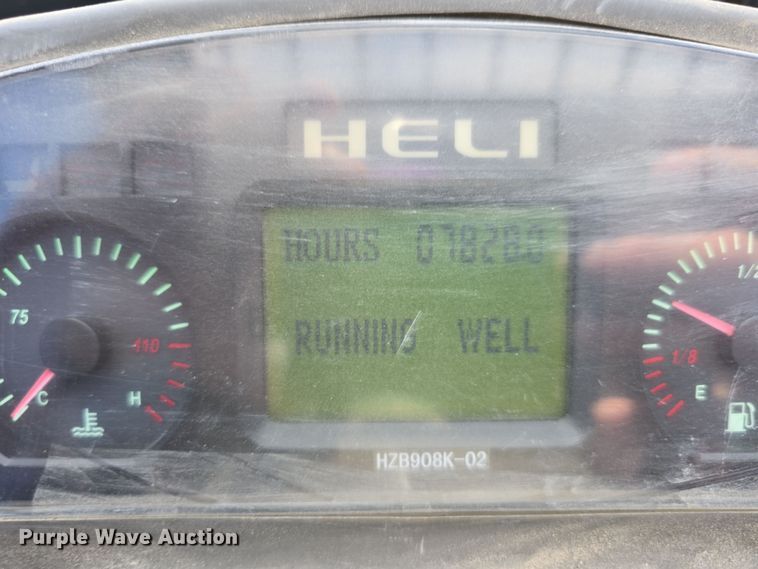 HELI
HOURS 078280
RUNNING WELL
1/2
75
110
1/8
C
H
E
HZB908K-02
Purple Wave Auction